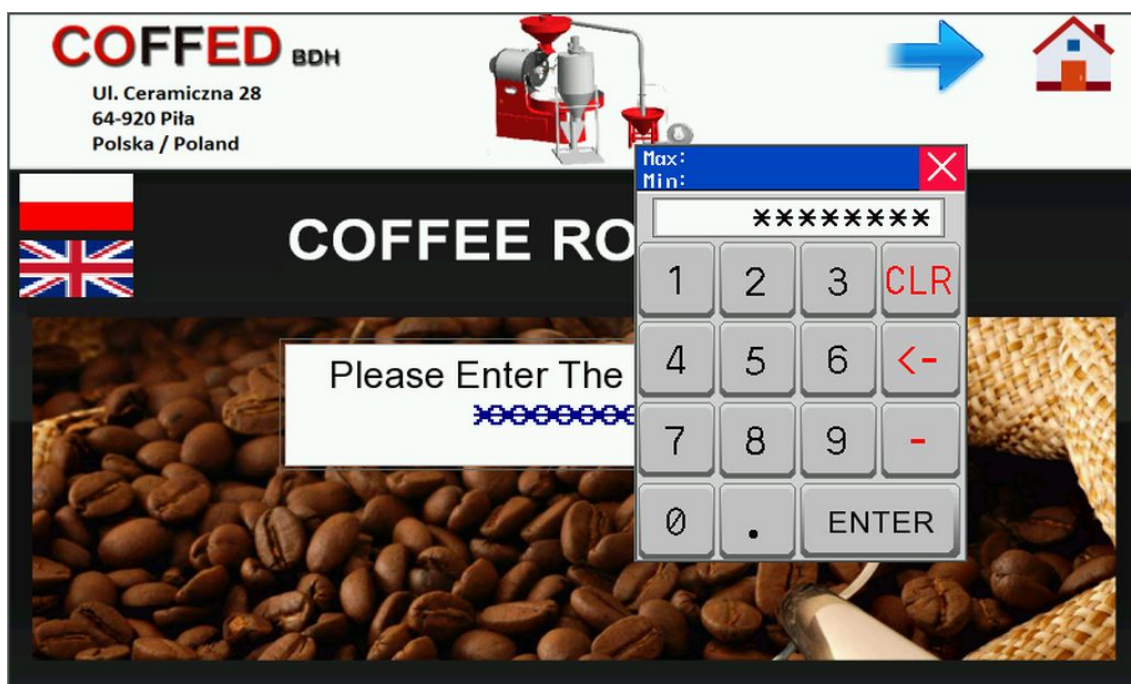 COFFED BDH
Ul. Ceramiczna 28
64-920 Piła
Polska / Poland
COFFEE RO
Please Enter The
Max:
Min:
********
1 2 3 CLR
4 5 6 <-
7 8 9 -
0 . ENTER